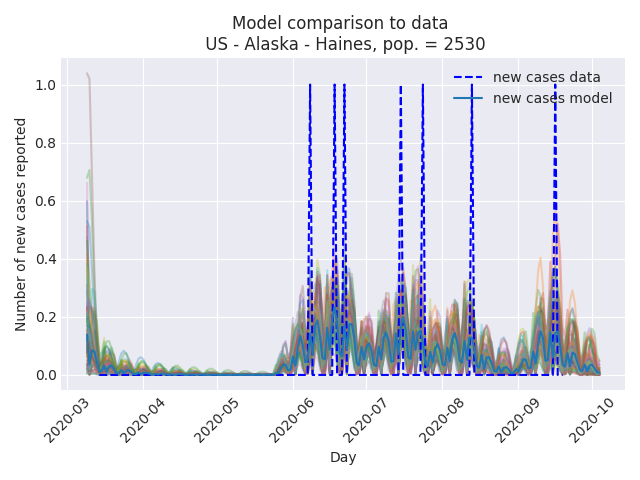 Model comparison to data
US - Alaska - Haines, pop. = 2530
Number of new cases reported
1.0
0.8
0.6
0.4
0.2
0.0
new cases data
new cases model
2020-03
2020-04
2020-05
2020-06
2020-07
2020-08
2020-09
2020-10
Day